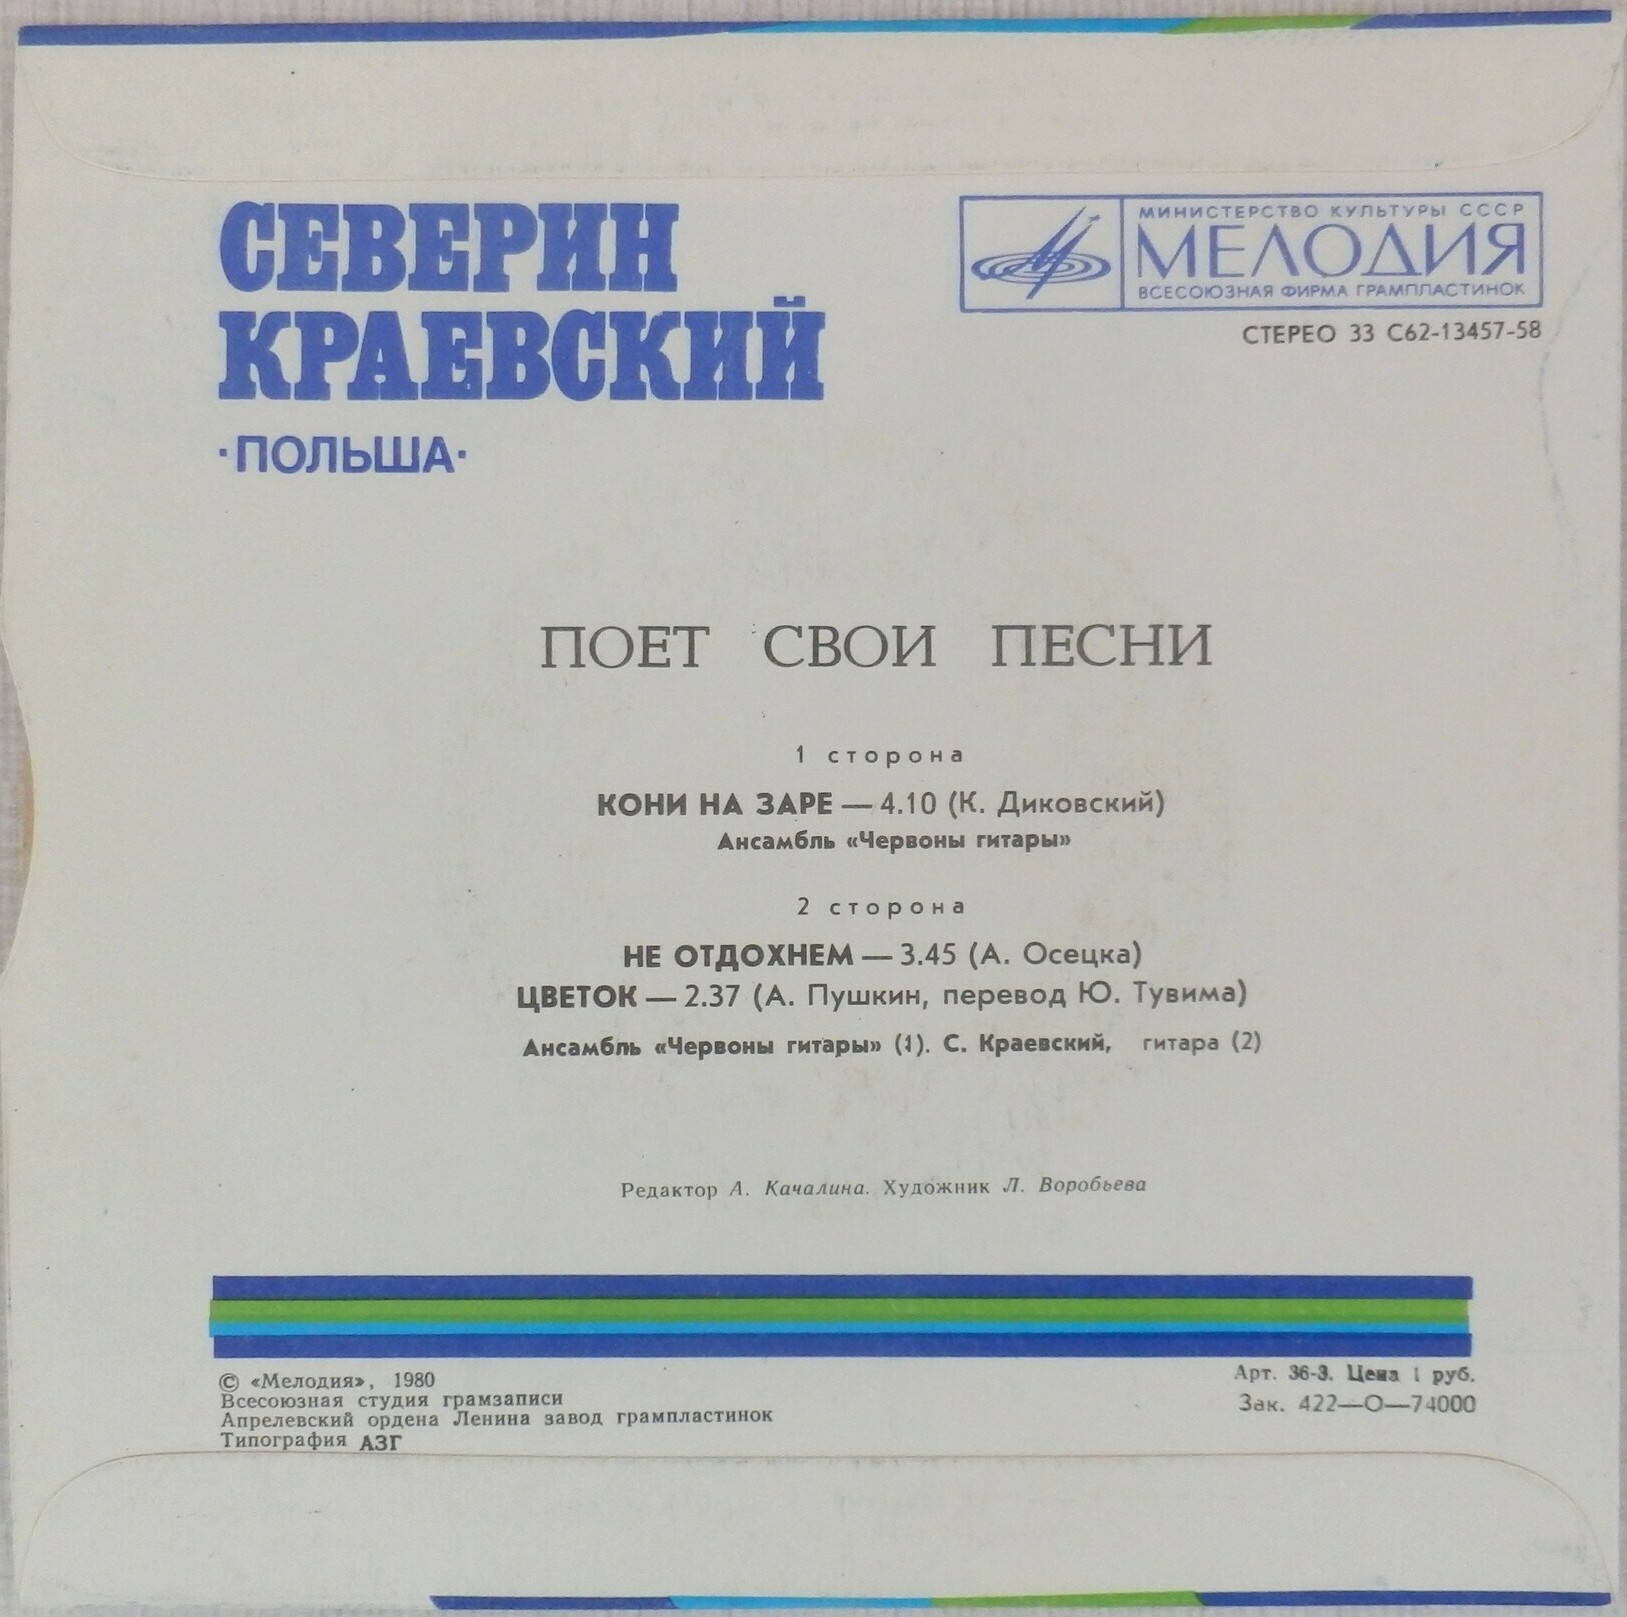 СЕВЕРИН
КРАЕВСКИЙ
·ПОЛЬША·
МИНИСТЕРСТВО КУЛЬТУРЫ СССР
МЕЛОДИЯ
ВСЕСОЮЗНАЯ ФИРМА ГРАМПЛАСТИНОК
СТЕРЕО 33 С62-13457-58
ПОЕТ СВОИ ПЕСНИ
1 сторона
КОНИ НА ЗАРЕ — 4.10 (К. Диковский)
Ансамбль «Червоны гитары»
2 сторона
НЕ ОТДОХНЕМ — 3.45 (А. Осецка)
ЦВЕТОК — 2.37 (А. Пушкин, перевод Ю. Тувима)
Ансамбль «Червоны гитары» (1). С. Краевский, гитара (2)
Редактор А. Качалина. Художник Л. Воробьева
© «Мелодия», 1980
Всесоюзная студия грамзаписи
Апрелевский ордена Ленина завод грампластинок
Типография АЗГ
Арт. 36-3. Цена 1 руб.
Зак. 422—О—74000